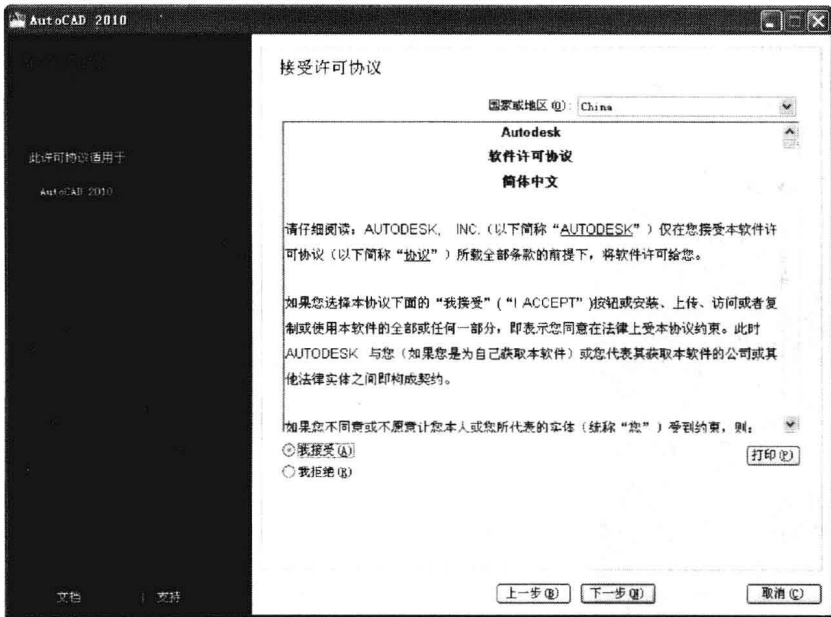 AutoCAD 2010
接受许可协议
国家或地区(O): China
此许可协议适用于
AutoCAD 2010
Autodesk
软件许可协议
简体中文
请仔细阅读：AUTODESK, INC.（以下简称“AUTODESK”）仅在您接受本软件许
可协议（以下简称“协议”）所载全部条款的前提下，将软件许可给您。
如果您选择本协议下面的“我接受”(“I ACCEPT”)按钮或安装、上传、访问或者复
制或使用本软件的全部或任何一部分，即表示您同意在法律上受本协议约束。此时
AUTODESK 与您（如果您是为自己获取本软件）或您代表其获取本软件的公司或其
他法律实体之间即构成契约。
如果您不同意或不愿意让您本人或您所代表的实体（统称“您”）受到约束，则：
我接受(A)
打印(P)
我拒绝(R)
文档 | 支持
上一步(B) 下一步(N) 取消(C)